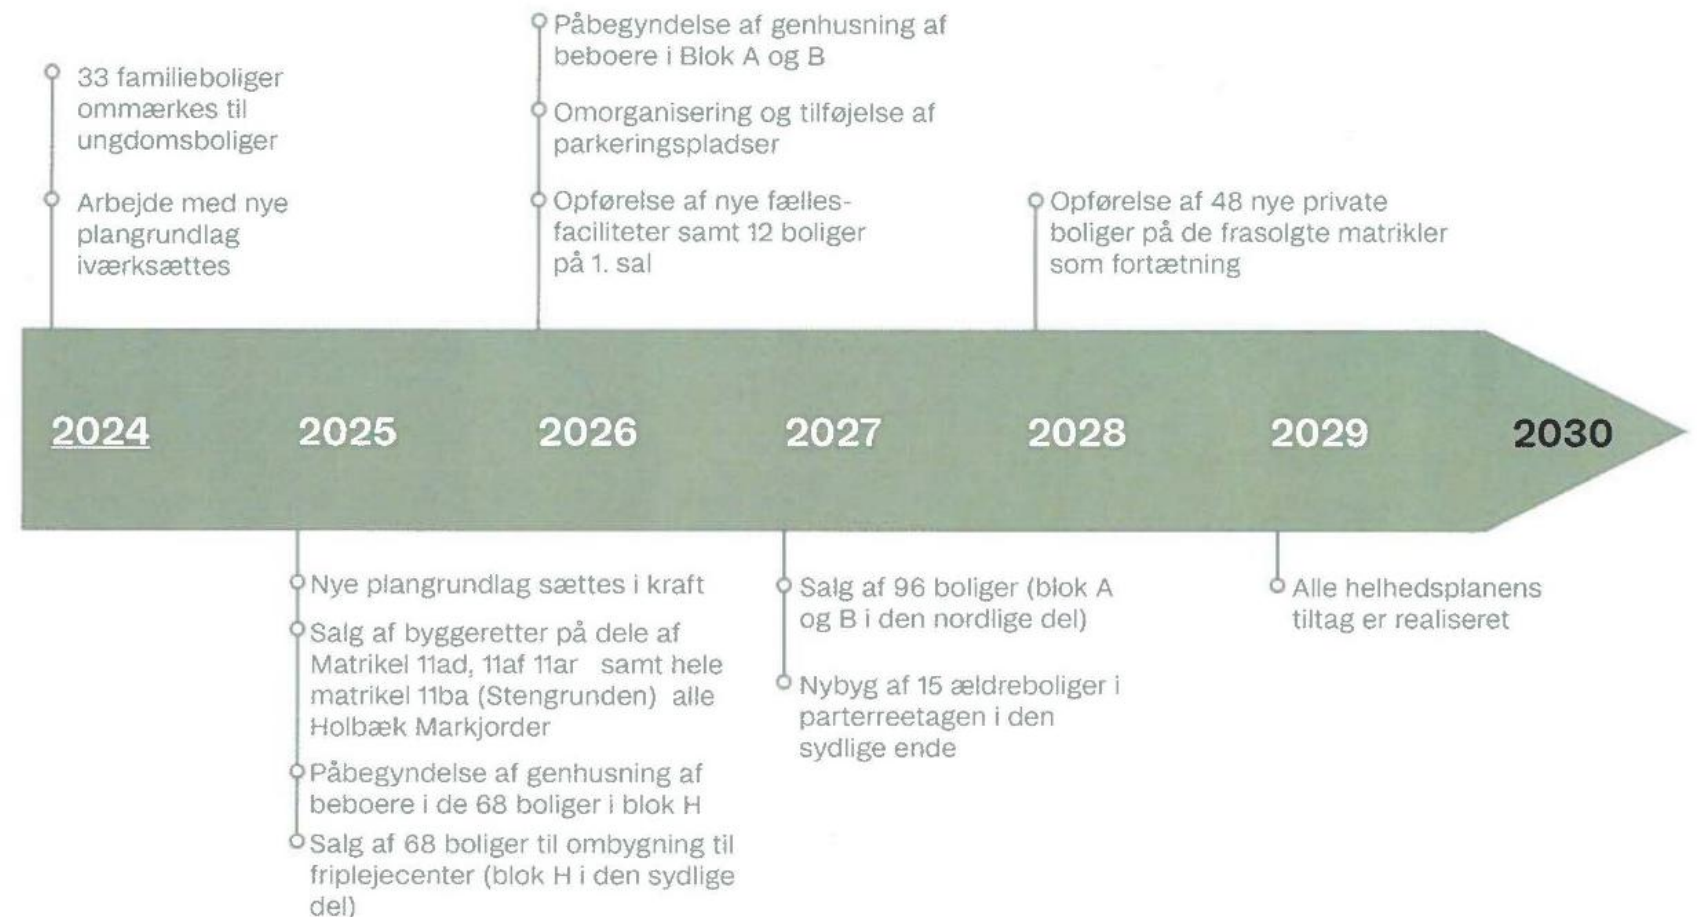 33 familieboliger
ommærkes til
ungdomsboliger
Arbejde med nye
plangrundlag
iværksættes
Påbegyndelse af genhusning af
beboere i Blok A og B
Omorganisering og tilføjelse af
parkeringspladser
Opførelse af nye fælles-
faciliteter samt 12 boliger
på 1. sal
Opførelse af 48 nye private
boliger på de frasolgte matrikler
som fortætning
2024
2025
2026
2027
2028
2029
2030
Nye plangrundlag sættes i kraft
Salg af byggeretter på dele af
Matrikel 11ad, 11af 11ar samt hele
matrikel 11ba (Stengrunden) alle
Holbæk Markjorder
Påbegyndelse af genhusning af
beboere i de 68 boliger i blok H
Salg af 68 boliger til ombygning til
friplejecenter (blok H i den sydlige
del)
Salg af 96 boliger (blok A
og B i den nordlige del)
Nybyg af 15 ældreboliger i
parterreetagen i den
sydlige ende
Alle helhedsplanens
tiltag er realiseret